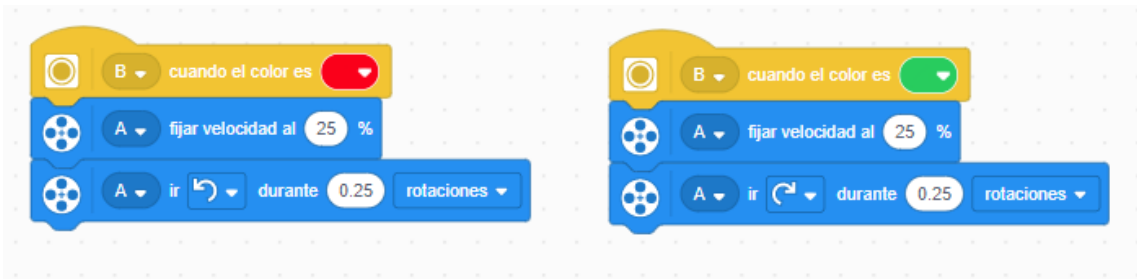 B cuando el color es
A fijar velocidad al 25 %
A ir durante 0.25 rotaciones
B cuando el color es
A fijar velocidad al 25 %
A ir durante 0.25 rotaciones